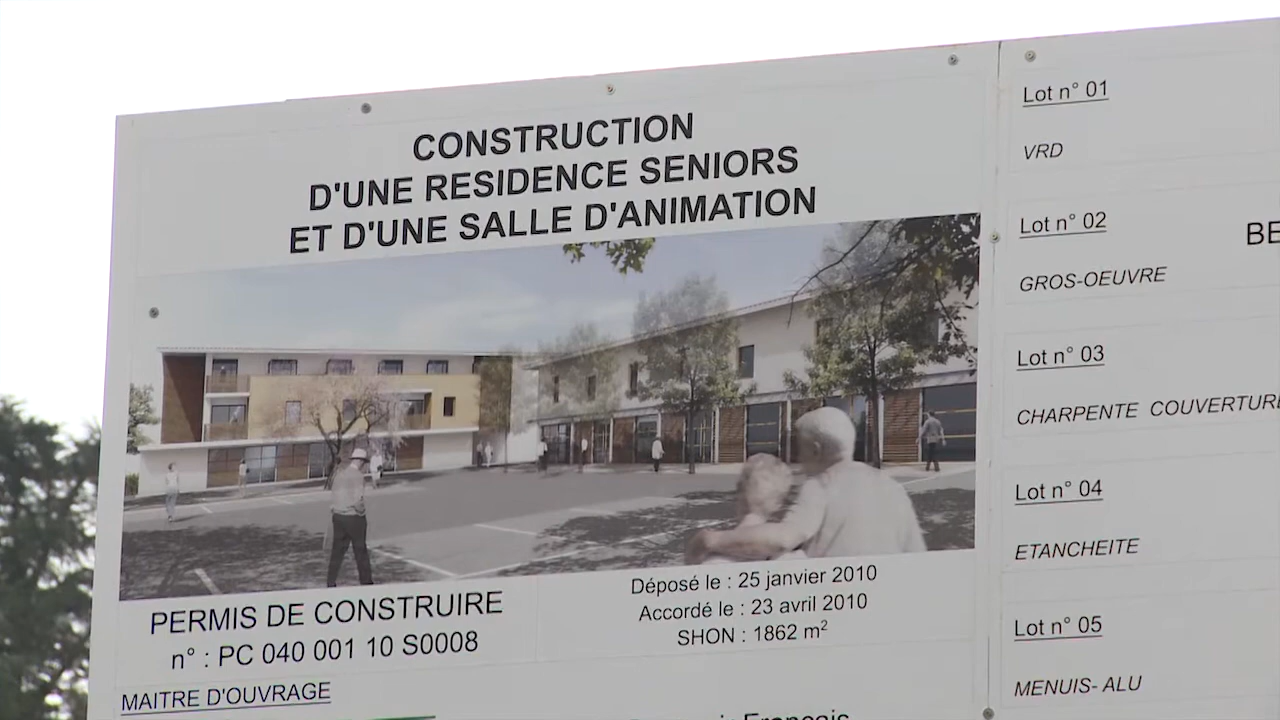 CONSTRUCTION
D'UNE RESIDENCE SENIORS
ET D'UNE SALLE D'ANIMATION
PERMIS DE CONSTRUIRE
n° : PC 040 001 10 S0008
Déposé le : 25 janvier 2010
Accordé le : 23 avril 2010
SHON : 1862 m²
MAITRE D'OUVRAGE
Français
Lot n° 01
VRD
Lot n° 02
BE
GROS-OEUVRE
Lot n° 03
CHARPENTE COUVERTURE
Lot n° 04
ETANCHEITE
Lot n° 05
MENUIS- ALU